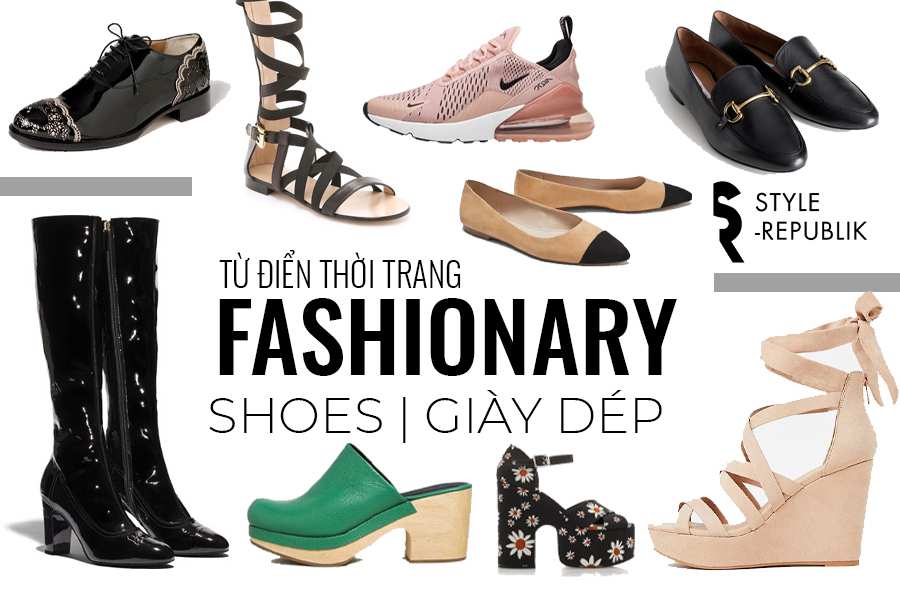 STYLE
-REPUBLIK
TỪ ĐIỂN THỜI TRANG
FASHIONARY
SHOES | GIÀY DÉP